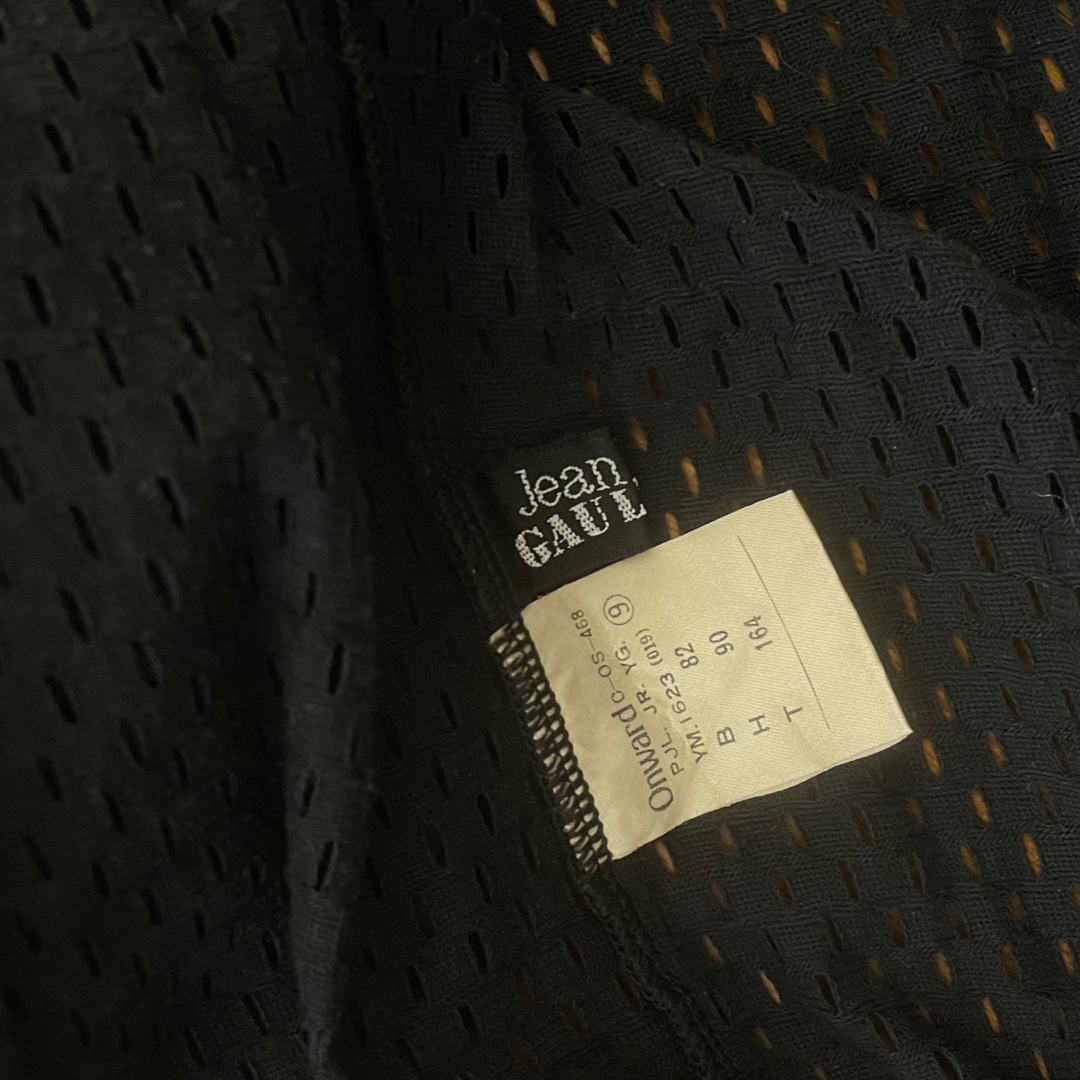 Jean
GAUL
Onward C-OS-468
PJL. JR. YG. 9
YM.1623 (019)
B 82
H 90
T 164